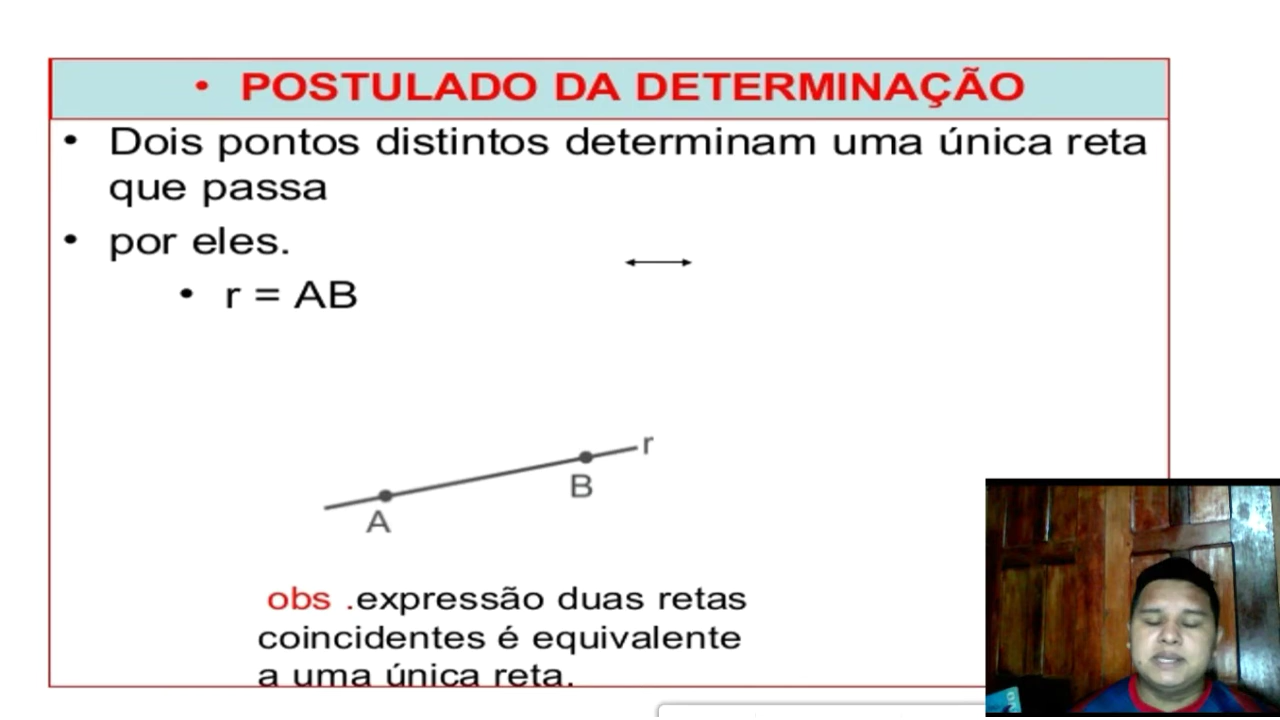 • POSTULADO DA DETERMINAÇÃO
• Dois pontos distintos determinam uma única reta
que passa
• por eles.
• r = AB
r
B
A
obs .expressão duas retas
coincidentes é equivalente
a uma única reta.